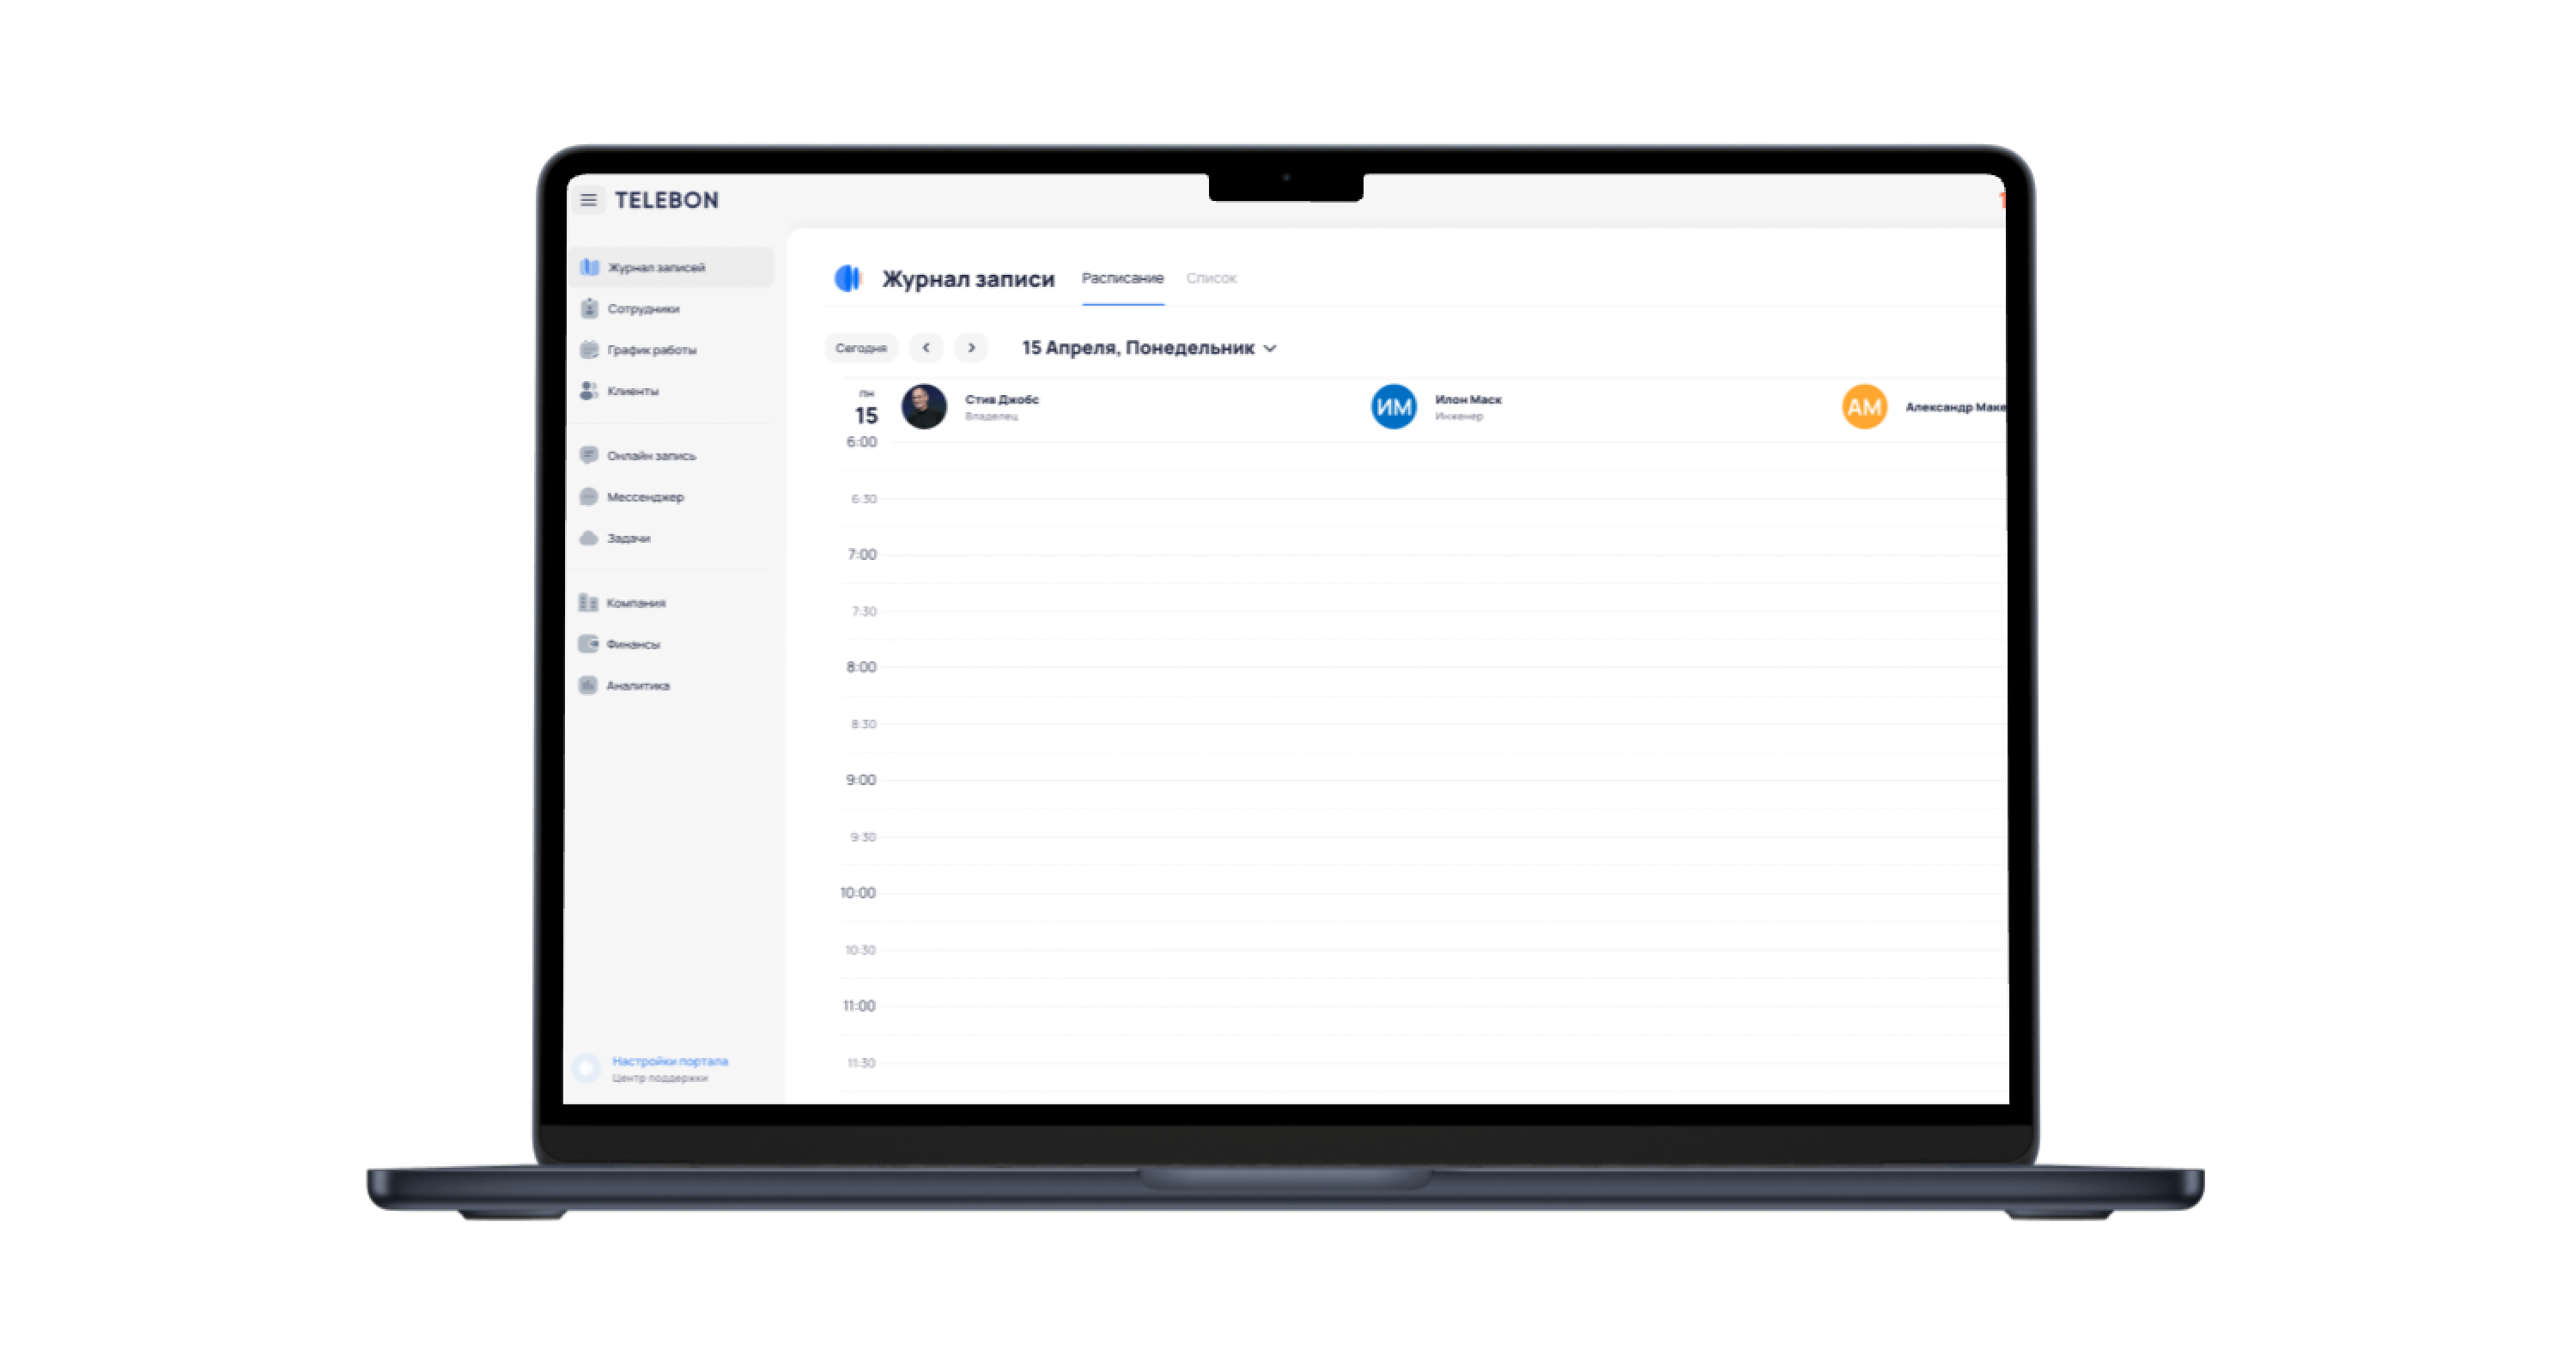 TELEBON
Журнал записей
Сотрудники
График работы
Клиенты
Онлайн запись
Мессенджер
Задачи
Компания
Финансы
Аналитика
Настройки портала
Центр поддержки
Журнал записи Расписание Список
Сегодня 15 Апреля, Понедельник
ПН
15
Стив Джобс
Владелец
ИМ
Илон Маск
Инженер
АМ
Александр Маке
6:00
6:30
7:00
7:30
8:00
8:30
9:00
9:30
10:00
10:30
11:00
11:30